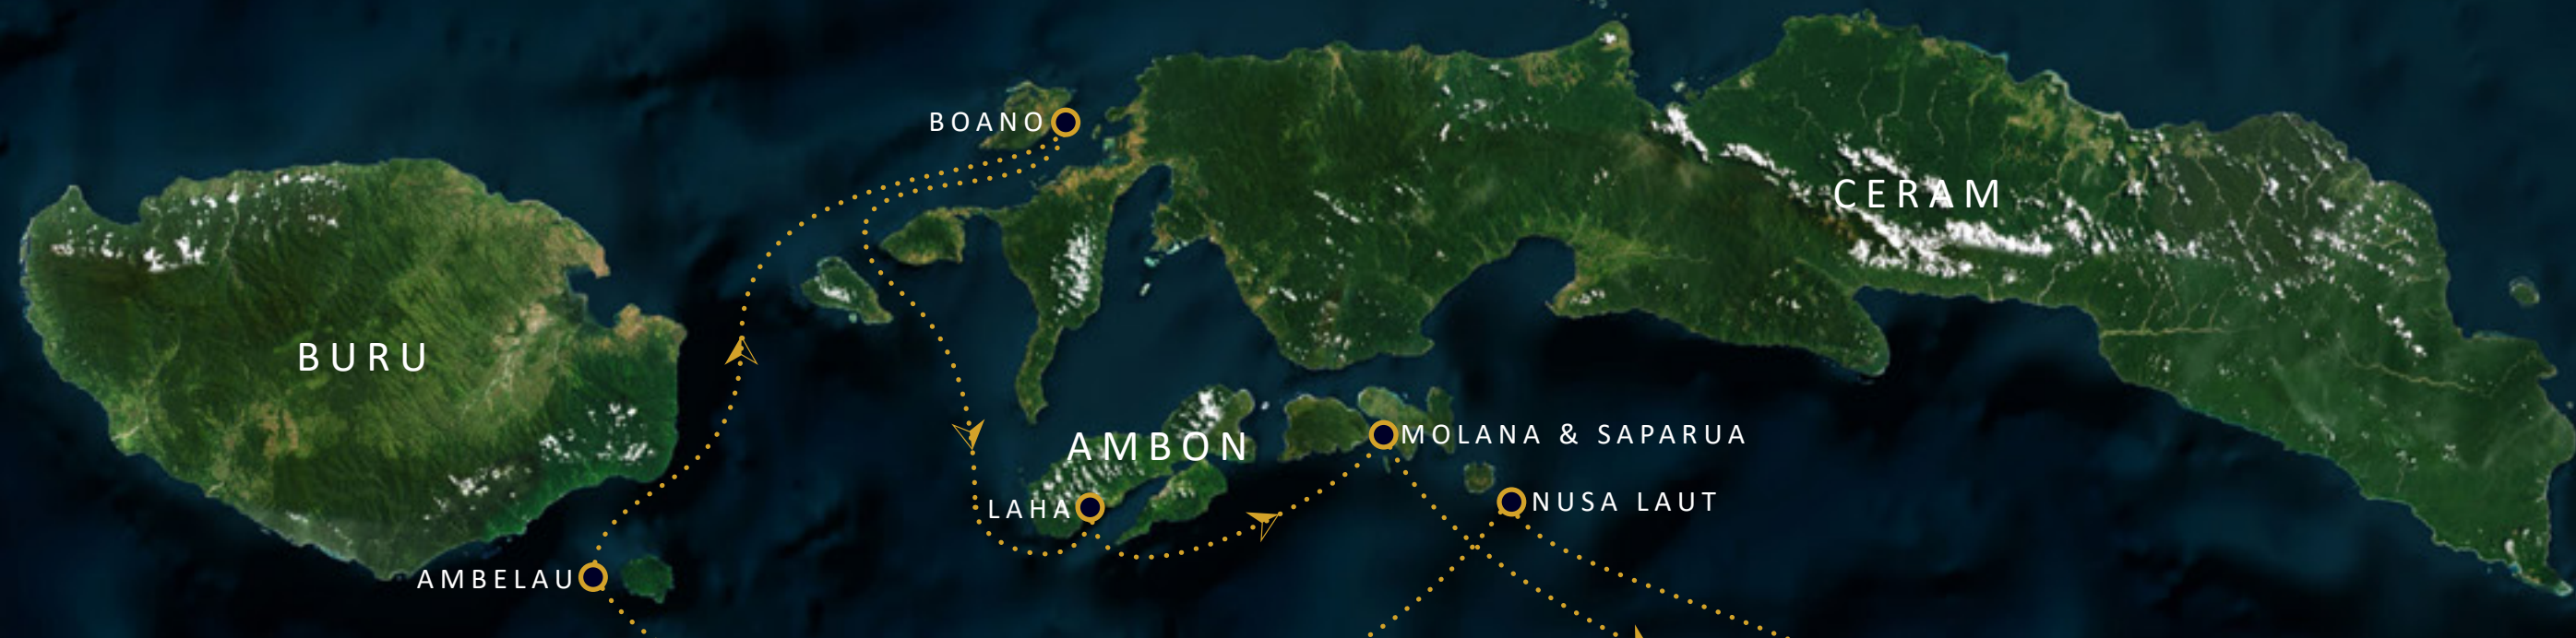 BOANO
CERAM
BURU
MOLANA & SAPARUA
AMBON
NUSA LAUT
LAHA
AMBELAU